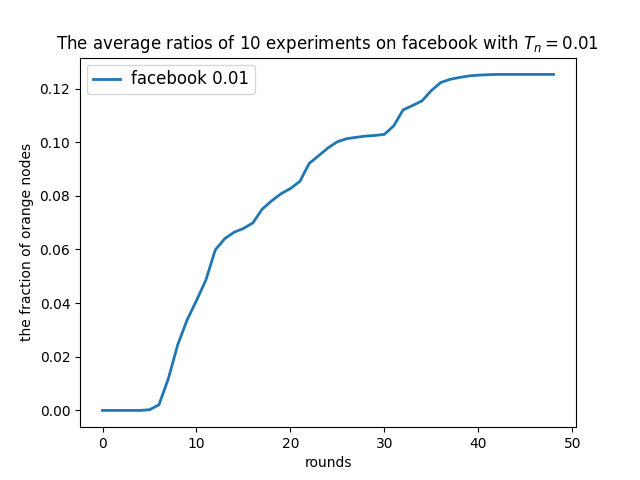 The average ratios of 10 experiments on facebook with $T_n = 0.01$
facebook 0.01
the fraction of orange nodes
0.12
0.10
0.08
0.06
0.04
0.02
0.00
0 10 20 30 40 50
rounds